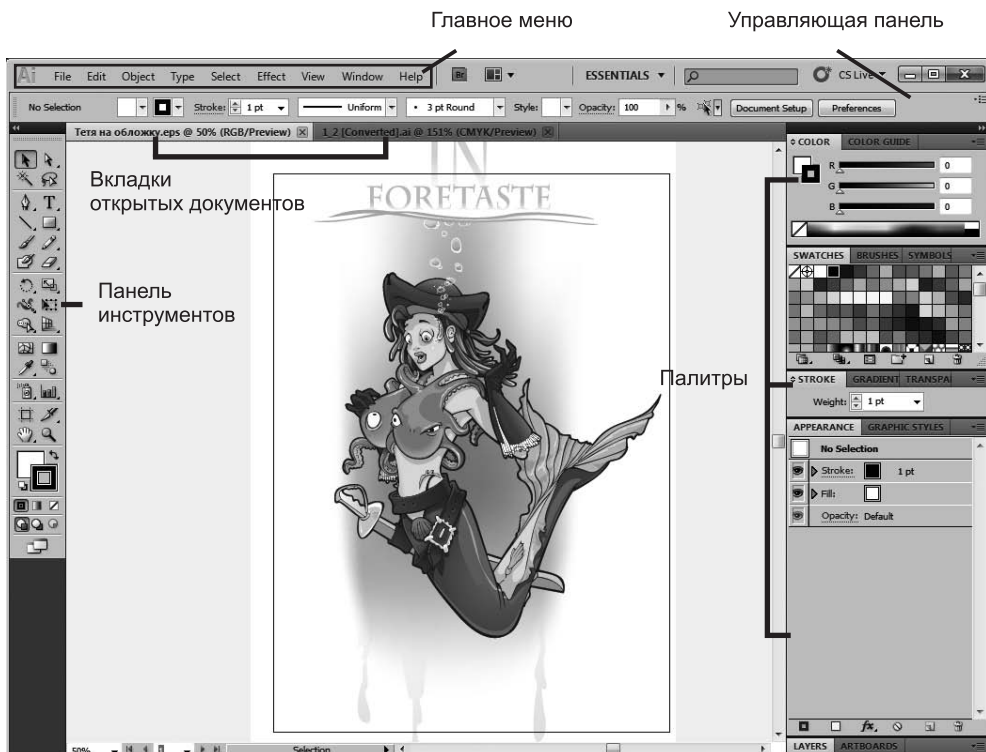 Главное меню
Управляющая панель
Ai File Edit Object Type Select Effect View Window Help Br ESSENTIALS CS Live
No Selection Stroke: 1 pt Uniform • 3 pt Round Style: Opacity: 100 % Document Setup Preferences
Тетя на обложку.eps @ 50% (RGB/Preview) 1_2 [Converted].ai @ 151% (CMYK/Preview)
COLOR COLOR GUIDE
R 0
G 0
B 0
IN
FORETASTE
Вкладки
открытых документов
SWATCHES BRUSHES SYMBOLS
Панель
инструментов
Палитры
STROKE GRADIENT TRANSPA
Weight: 1 pt
APPEARANCE GRAPHIC STYLES
No Selection
Stroke: 1 pt
Fill:
Opacity: Default
fx
50% Selection
LAYERS ARTBOARDS